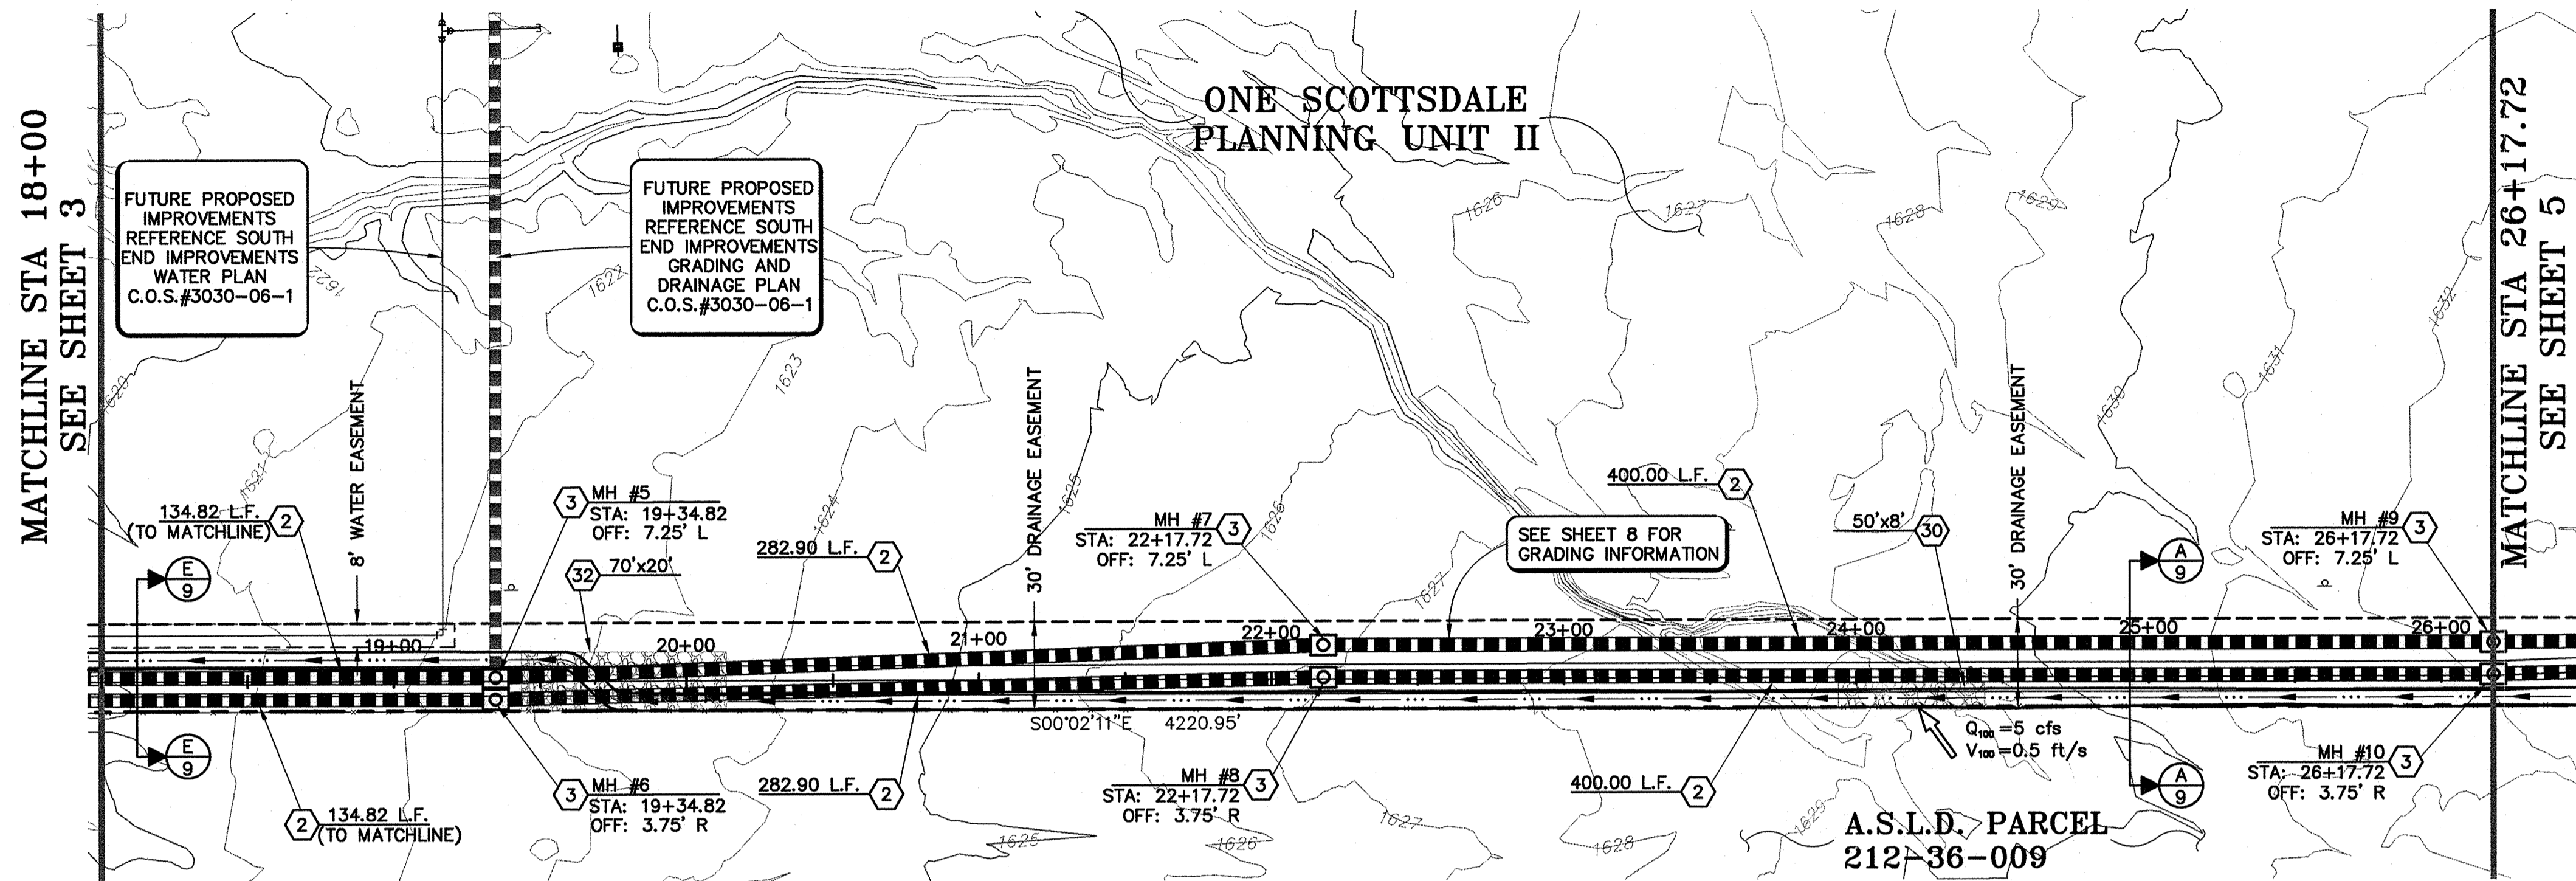 MATCHLINE STA 18+00
SEE SHEET 3
FUTURE PROPOSED
IMPROVEMENTS
REFERENCE SOUTH
END IMPROVEMENTS
WATER PLAN
C.O.S.#3030-06-1
FUTURE PROPOSED
IMPROVEMENTS
REFERENCE SOUTH
END IMPROVEMENTS
GRADING AND
DRAINAGE PLAN
C.O.S.#3030-06-1
ONE SCOTTSDALE
PLANNING UNIT II
MATCHLINE STA 26+17.72
SEE SHEET 5
1620
1621
1622
1622
1623
1624
1625
1626
1627
1626
1627
1628
1629
1630
1631
1632
8' WATER EASEMENT
30' DRAINAGE EASEMENT
30' DRAINAGE EASEMENT
134.82 L.F.
(TO MATCHLINE)
2
E
9
3
MH #5
STA: 19+34.82
OFF: 7.25' L
32
70'x20'
282.90 L.F.
2
MH #7
STA: 22+17.72
OFF: 7.25' L
3
SEE SHEET 8 FOR
GRADING INFORMATION
400.00 L.F.
2
50'x8'
30
A
9
MH #9
STA: 26+17.72
OFF: 7.25' L
3
19+00
20+00
21+00
22+00
23+00
24+00
25+00
26+00
S00°02'11"E 4220.95'
Q100=5 cfs
V100=0.5 ft/s
E
9
2
134.82 L.F.
(TO MATCHLINE)
3
MH #6
STA: 19+34.82
OFF: 3.75' R
282.90 L.F.
2
MH #8
STA: 22+17.72
OFF: 3.75' R
3
400.00 L.F.
2
A
9
MH #10
STA: 26+17.72
OFF: 3.75' R
3
1625
1626
1627
1628
1629
A.S.L.D. PARCEL
212-36-009